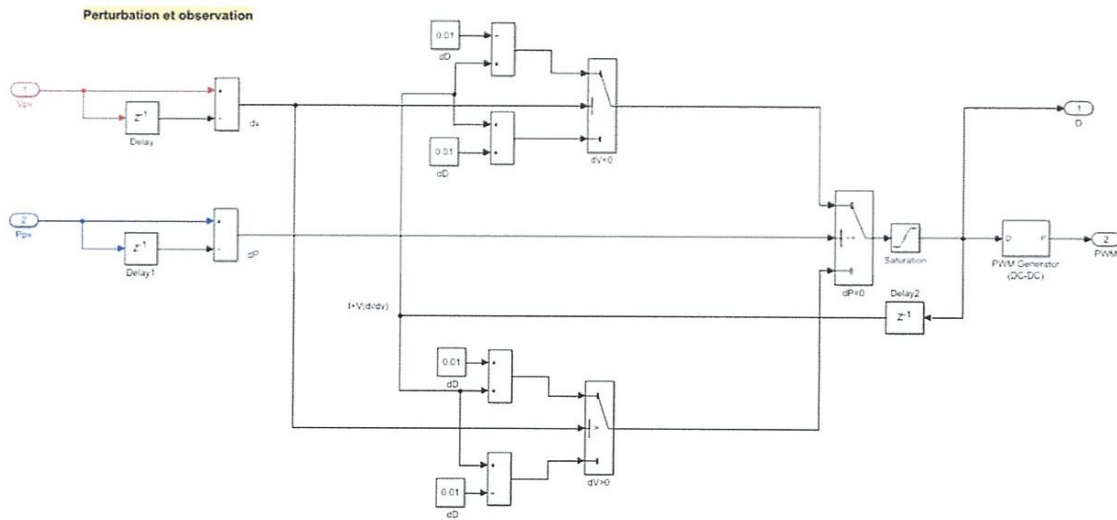 Perturbation et observation
0.01
dD
1
Vpv
z-1
Delay
dv
0.01
dD
dV<0
1
D
2
Ppv
z-1
Delay1
dP
dP=0
Saturation
D P
PWM Generator
(DC-DC)
2
PWM
I+V(di/dv)
Delay2
z-1
0.01
dD
>
dV>0
0.01
dD